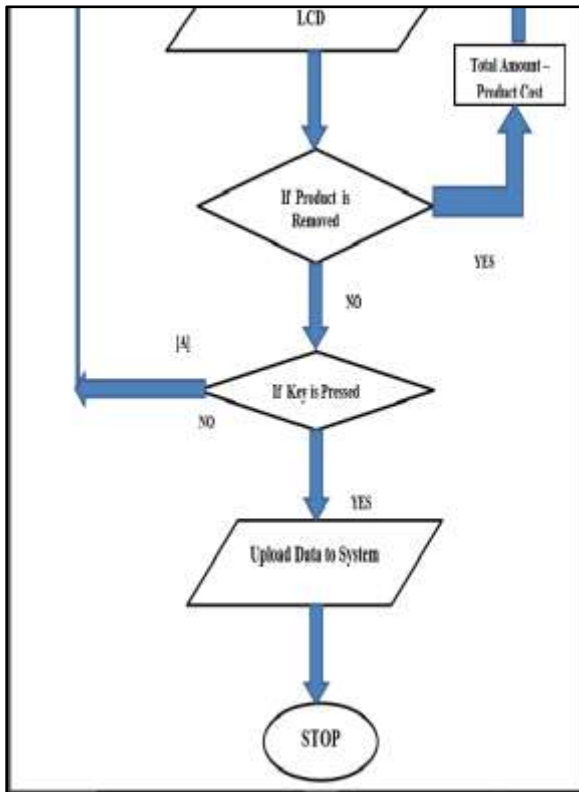 LCD
Total Amount –
Product Cost
If Product is
Removed
YES
NO
[A]
If Key is Pressed
NO
YES
Upload Data to System
STOP